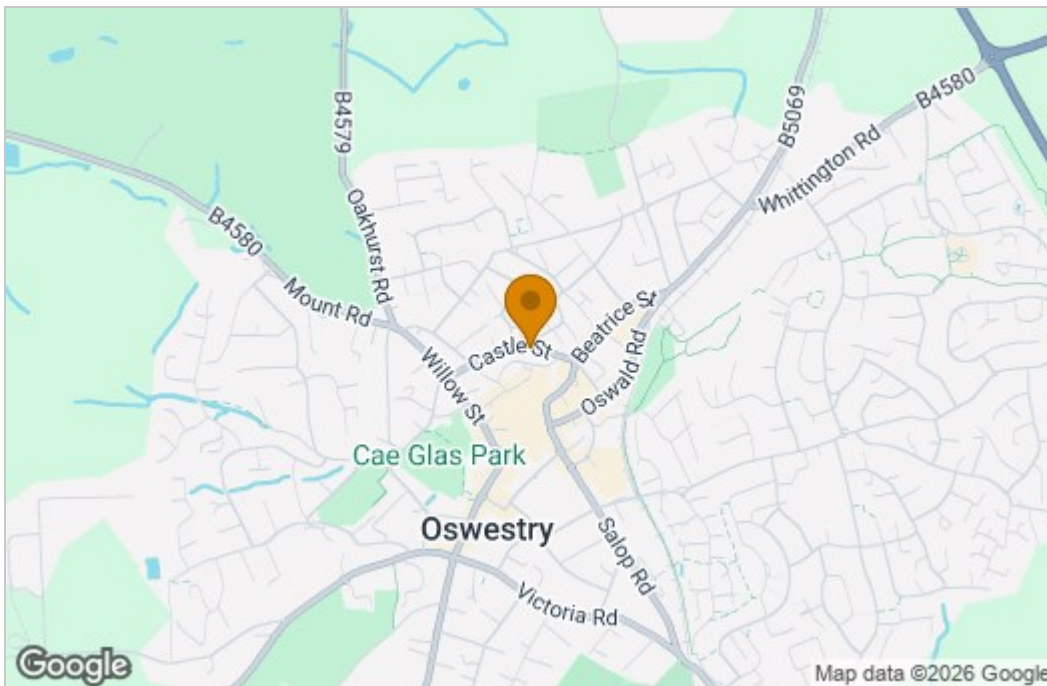 B4579
B5069
B4580
Whittington Rd
Oakhurst Rd
B4580
Mount Rd
Beatrice St
Castle St
Willow St
Oswald Rd
Cae Glas Park
Oswestry
Salop Rd
Victoria Rd
Google
Map data ©2026 Google